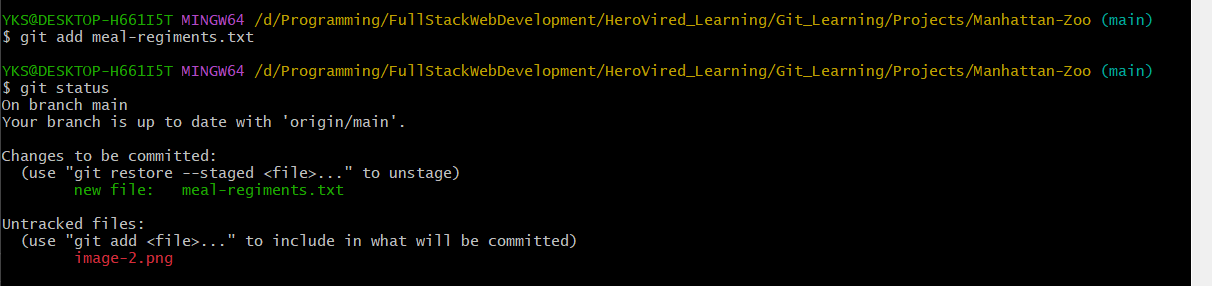 YKS@DESKTOP-H661I5T MINGW64 /d/Programming/FullStackWebDevelopment/HeroVired_Learning/Git_Learning/Projects/Manhattan-Zoo (main)
$ git add meal-regiments.txt
YKS@DESKTOP-H661I5T MINGW64 /d/Programming/FullStackWebDevelopment/HeroVired_Learning/Git_Learning/Projects/Manhattan-Zoo (main)
$ git status
On branch main
Your branch is up to date with 'origin/main'.
Changes to be committed:
  (use "git restore --staged <file>..." to unstage)
        new file:   meal-regiments.txt
Untracked files:
  (use "git add <file>..." to include in what will be committed)
        image-2.png